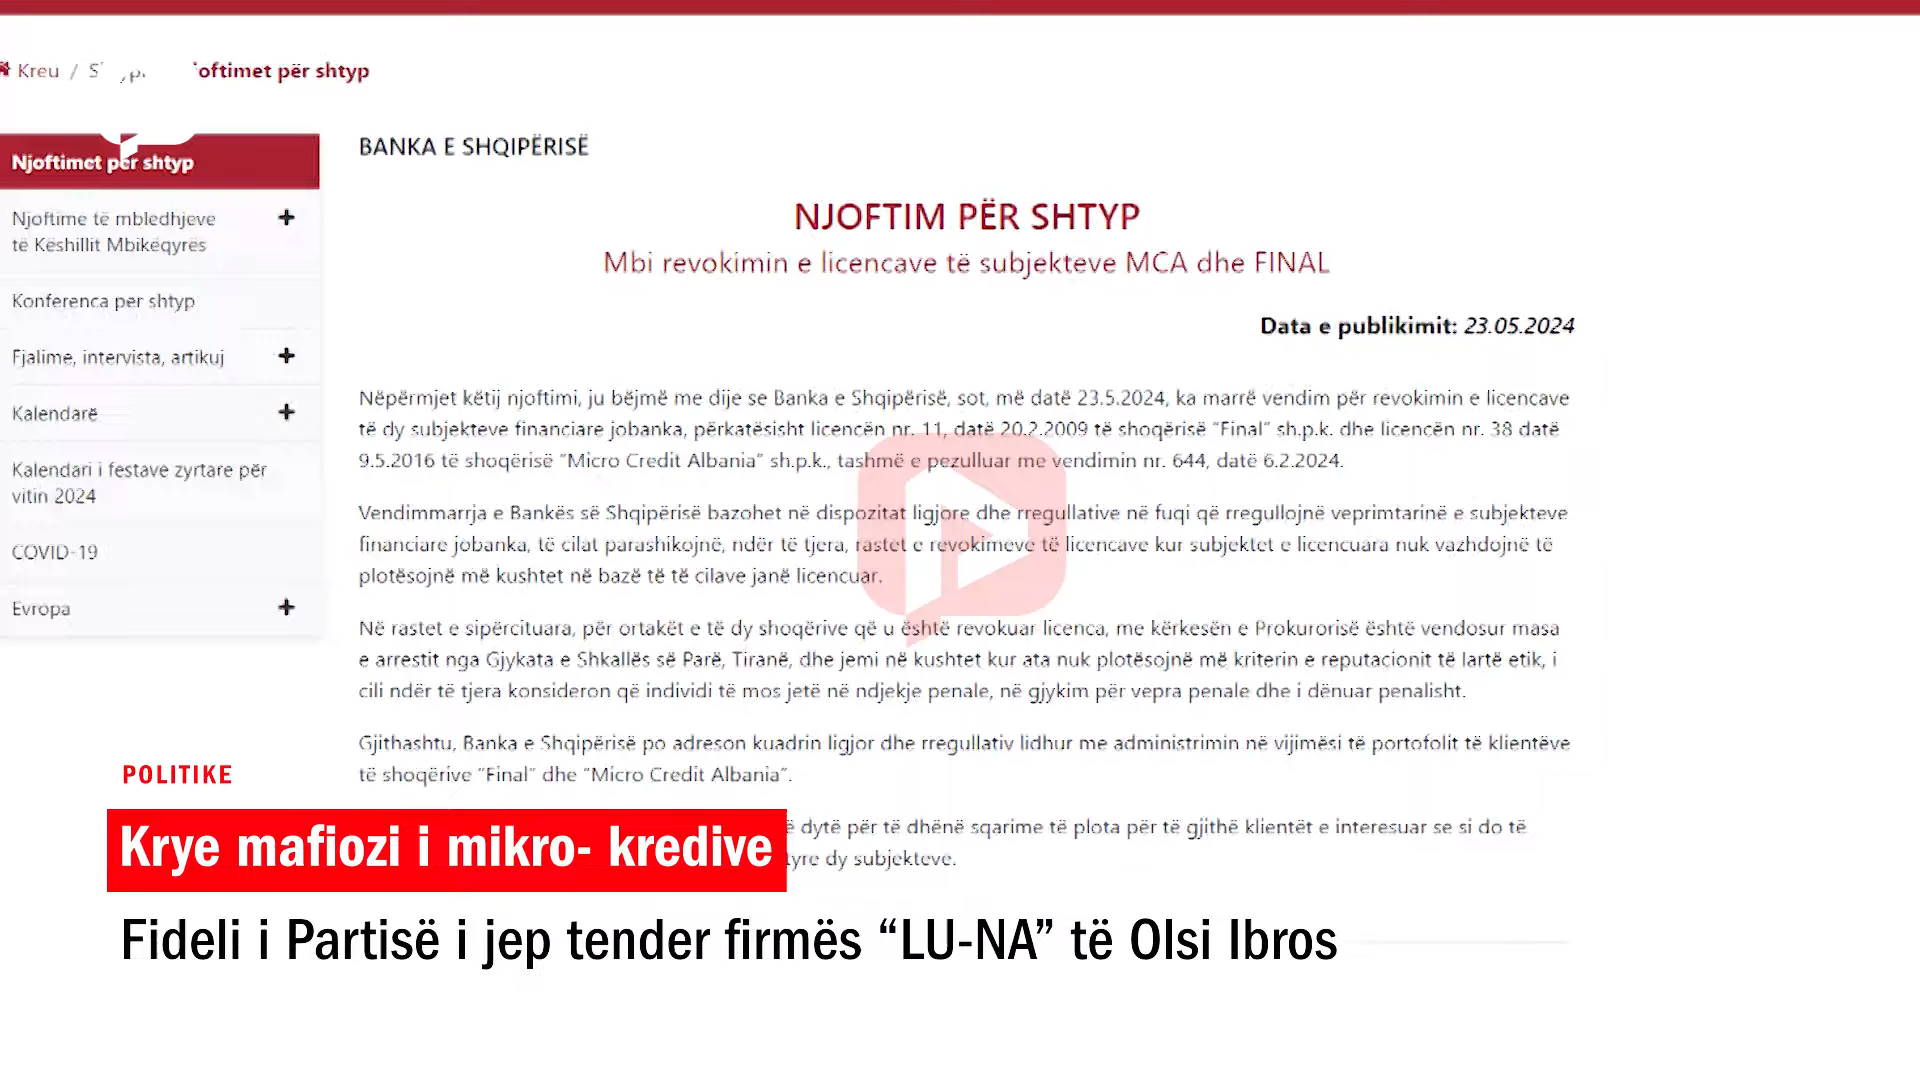 Kreu /
oftimet për shtyp
Njoftimet për shtyp
Njoftime të mbledhjeve
të Këshillit Mbikëqyrës
Konferenca per shtyp
Fjalime, intervista, artikuj
Kalendarë
Kalendari i festave zyrtare për
vitin 2024
COVID-19
Evropa
BANKA E SHQIPËRISË
NJOFTIM PËR SHTYP
Mbi revokimin e licencave të subjekteve MCA dhe FINAL
Data e publikimit: 23.05.2024
Nëpërmjet këtij njoftimi, ju bëjmë me dije se Banka e Shqipërisë, sot, më datë 23.5.2024, ka marrë vendim për revokimin e licencave
të dy subjekteve financiare jobanka, përkatësisht licencën nr. 11, datë 20.2.2009 të shoqërisë “Final” sh.p.k. dhe licencën nr. 38 datë
9.5.2016 të shoqërisë “Micro Credit Albania” sh.p.k., tashmë e pezulluar me vendimin nr. 644, datë 6.2.2024.
Vendimmarrja e Bankës së Shqipërisë bazohet në dispozitat ligjore dhe rregullative në fuqi që rregullojnë veprimtarinë e subjekteve
financiare jobanka, të cilat parashikojnë, ndër të tjera, rastet e revokimeve të licencave kur subjektet e licencuara nuk vazhdojnë të
plotësojnë më kushtet në bazë të të cilave janë licencuar.
Në rastet e sipërcituara, për ortakët e të dy shoqërive që u është revokuar licenca, me kërkesën e Prokurorisë është vendosur masa
e arrestit nga Gjykata e Shkallës së Parë, Tiranë, dhe jemi në kushtet kur ata nuk plotësojnë më kriterin e reputacionit të lartë etik, i
cili ndër të tjera konsideron që individi të mos jetë në ndjekje penale, në gjykim për vepra penale dhe i dënuar penalisht.
Gjithashtu, Banka e Shqipërisë po adreson kuadrin ligjor dhe rregullativ lidhur me administrimin në vijimësi të portofolit të klientëve
të shoqërive “Final” dhe “Micro Credit Albania”.
ë dytë për të dhënë sqarime të plota për të gjithë klientët e interesuar se si do të
tyre dy subjekteve.
POLITIKE
Krye mafiozi i mikro- kredive
Fideli i Partisë i jep tender firmës “LU-NA” të Olsi Ibros